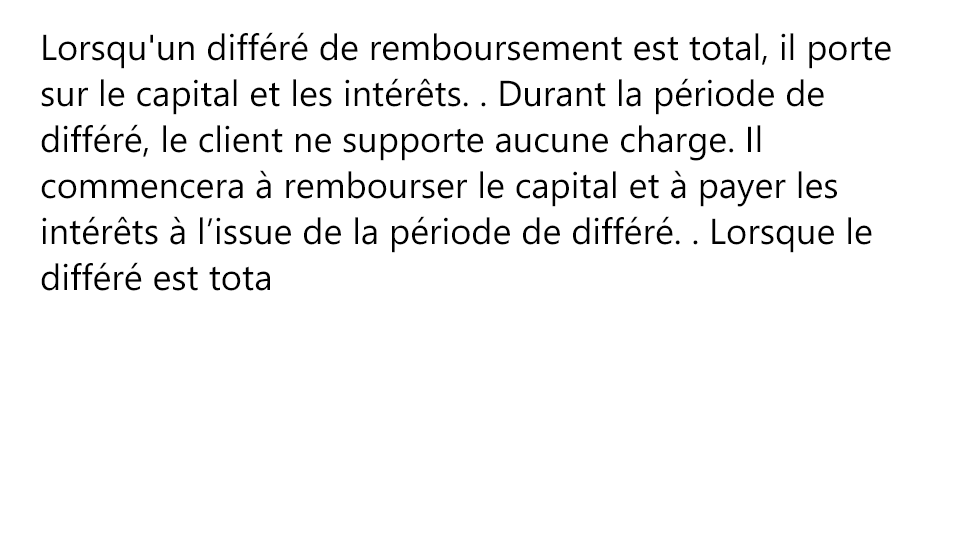 Lorsqu'un différé de remboursement est total, il porte
sur le capital et les intérêts. . Durant la période de
différé, le client ne supporte aucune charge. Il
commencera à rembourser le capital et à payer les
intérêts à l’issue de la période de différé. . Lorsque le
différé est tota